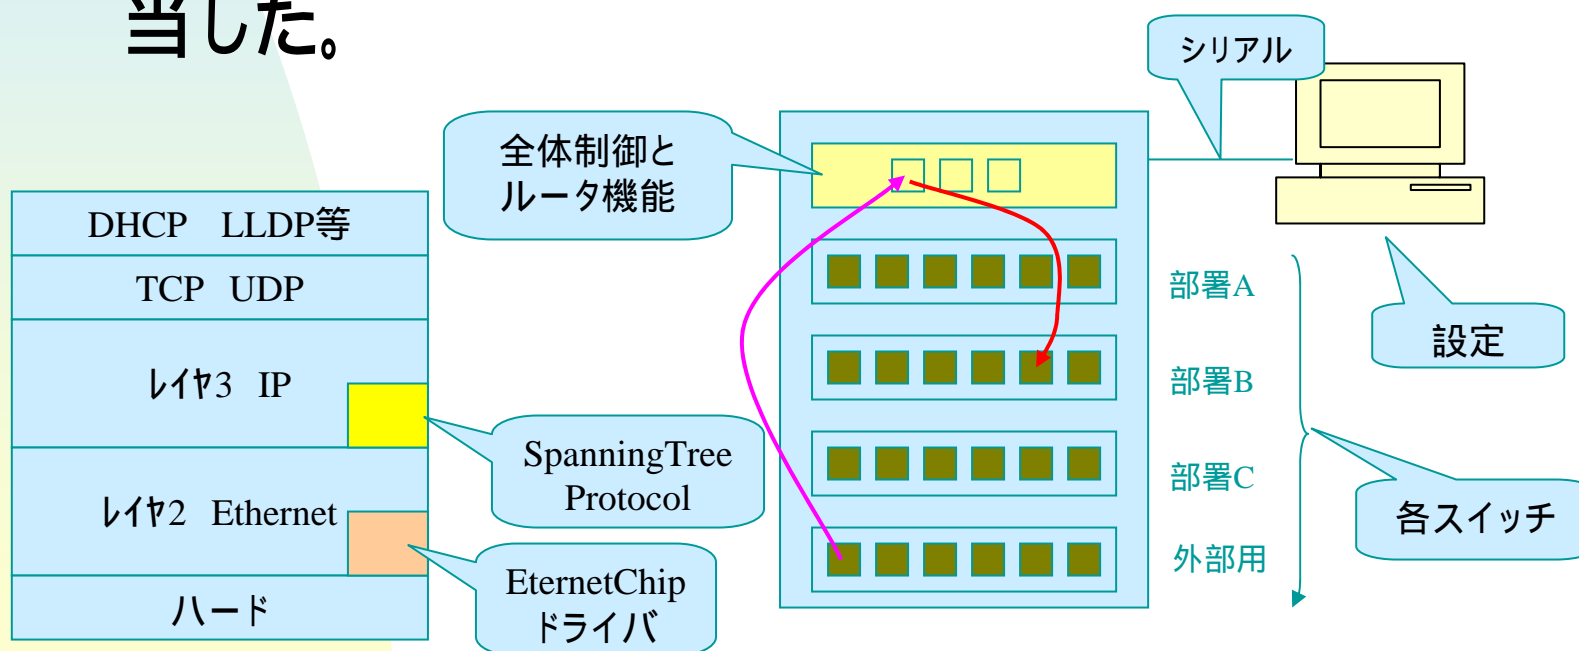 当した。
シリアル
全体制御と
ルータ機能
DHCP LLDP等
TCP UDP
レイヤ3 IP
SpanningTree
Protocol
レイヤ2 Ethernet
EternetChip
ドライバ
ハード
部署A
部署B
部署C
外部用
設定
各スイッチ